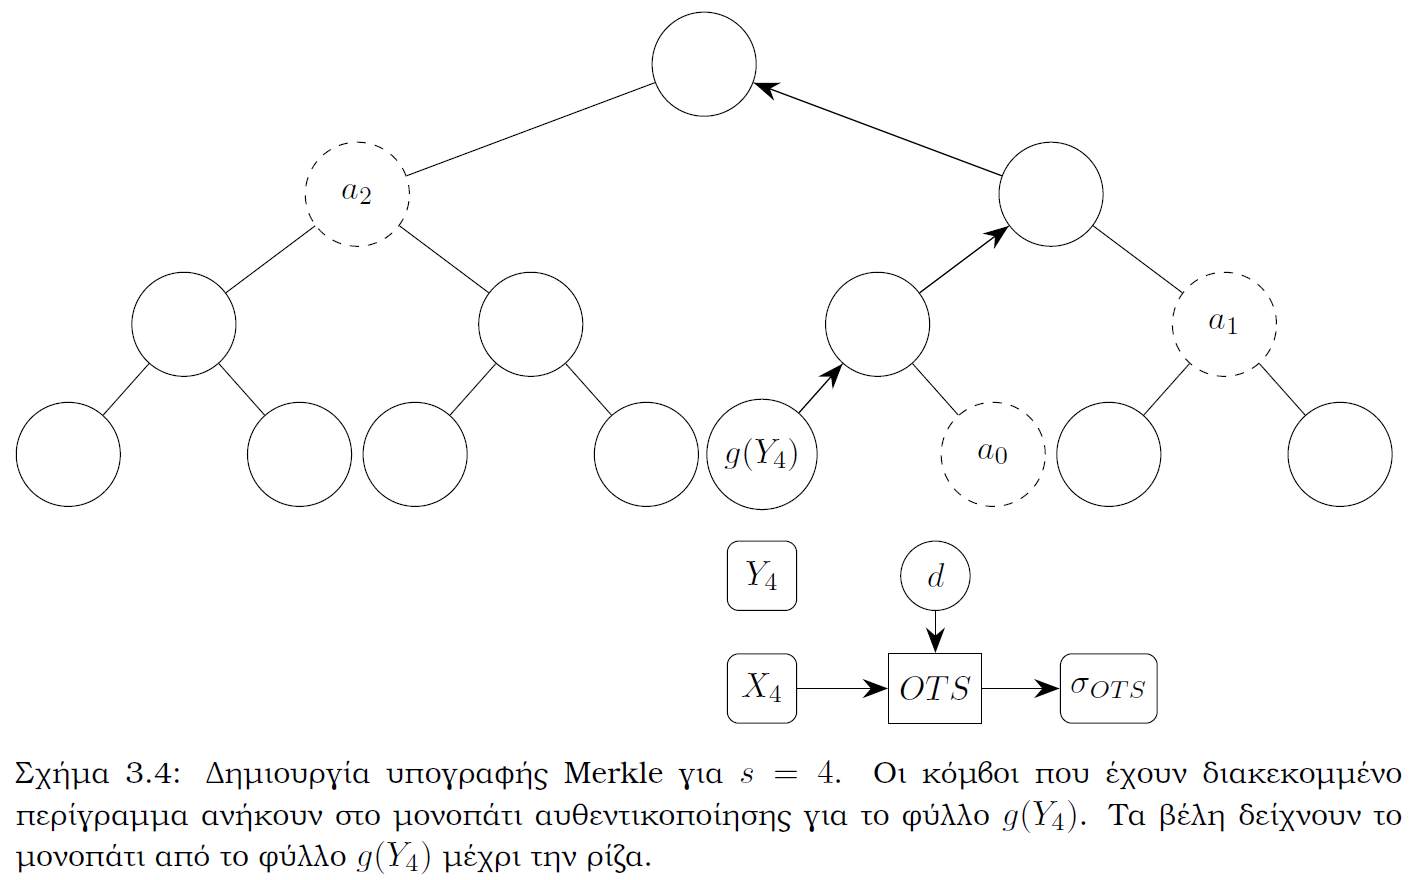 a₂
a₁
g(Y₄)
a₀
Y₄
d
X₄
OTS
σ_OTS
Σχήμα 3.4: Δημιουργία υπογραφής Merkle για s = 4. Οι κόμβοι που έχουν διακεκομμένο
περίγραμμα ανήκουν στο μονοπάτι αυθεντικοποίησης για το φύλλο g(Y₄). Τα βέλη δείχνουν το
μονοπάτι από το φύλλο g(Y₄) μέχρι την ρίζα.